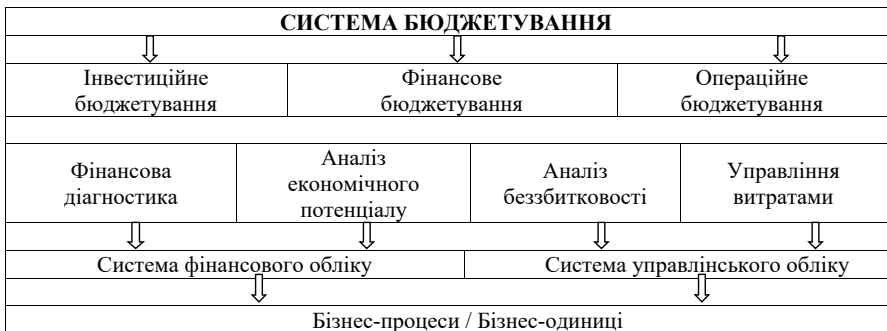 СИСТЕМА БЮДЖЕТУВАННЯ
Інвестиційне
бюджетування
Фінансове
бюджетування
Операційне
бюджетування
Фінансова
діагностика
Аналіз
економічного
потенціалу
Аналіз
беззбитковості
Управління
витратами
Система фінансового обліку
Система управлінського обліку
Бізнес-процеси / Бізнес-одиниці